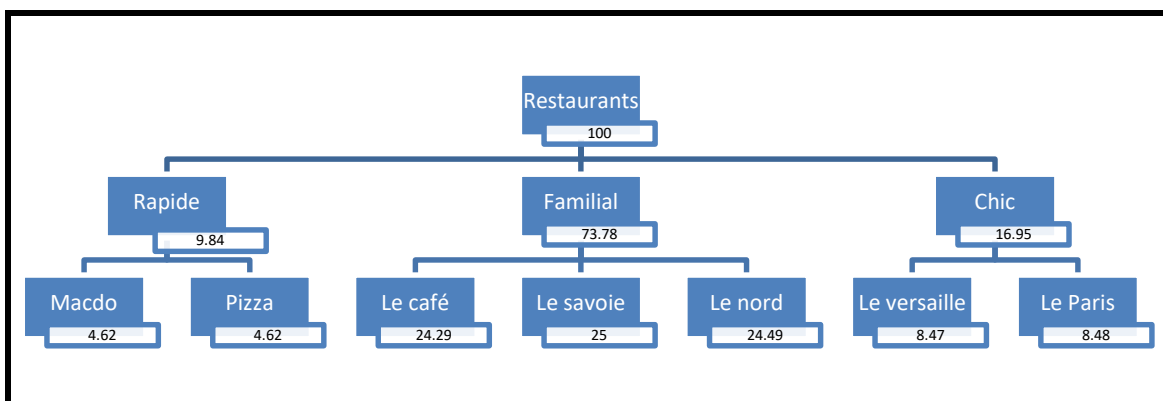 Restaurants
100
Rapide
9.84
Familial
73.78
Chic
16.95
Macdo
4.62
Pizza
4.62
Le café
24.29
Le savoie
25
Le nord
24.49
Le versaille
8.47
Le Paris
8.48